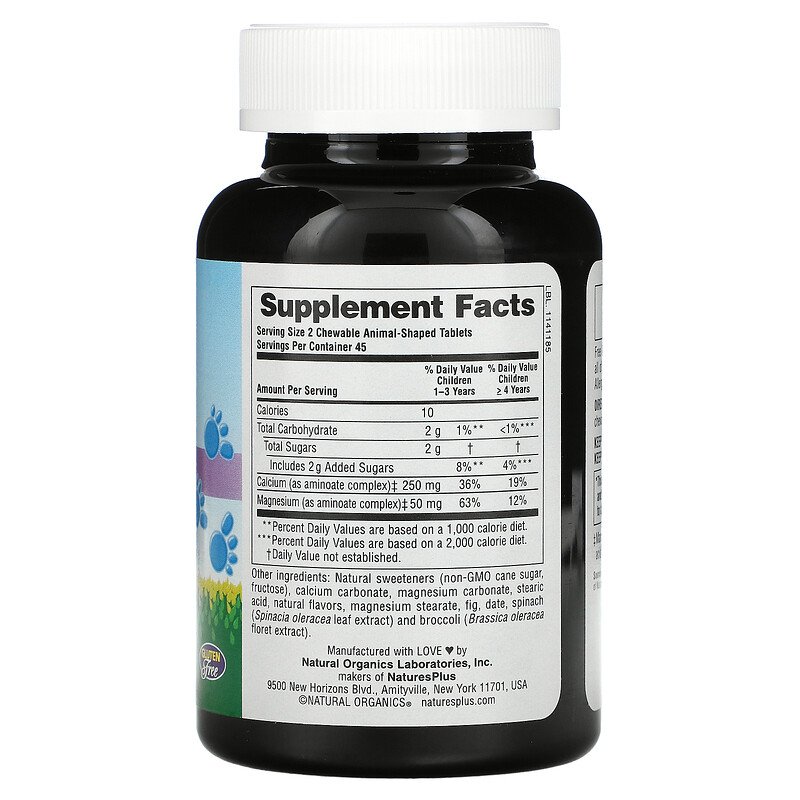 Supplement Facts
Serving Size 2 Chewable Animal-Shaped Tablets
Servings Per Container 45
Amount Per Serving
% Daily Value Children 1–3 Years
% Daily Value Children ≥ 4 Years
Calories 10
Total Carbohydrate 2 g 1%** <1%***
Total Sugars 2 g † †
Includes 2g Added Sugars 8%** 4%***
Calcium (as aminoate complex)‡ 250 mg 36% 19%
Magnesium (as aminoate complex)‡ 50 mg 63% 12%
**Percent Daily Values are based on a 1,000 calorie diet.
***Percent Daily Values are based on a 2,000 calorie diet.
†Daily Value not established.
Other ingredients: Natural sweeteners (non-GMO cane sugar,
fructose), calcium carbonate, magnesium carbonate, stearic
acid, natural flavors, magnesium stearate, fig, date, spinach
(Spinacia oleracea leaf extract) and broccoli (Brassica oleracea
floret extract).
Manufactured with LOVE ♥ by
Natural Organics Laboratories, Inc.
makers of NaturesPlus
9500 New Horizons Blvd., Amityville, New York 11701, USA
©NATURAL ORGANICS® naturesplus.com
LBL. 1141185
GLUTEN
Free